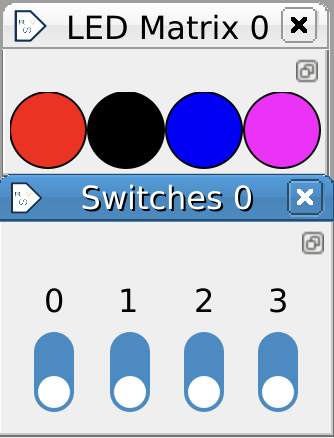 LED Matrix 0
Switches 0
0 1 2 3